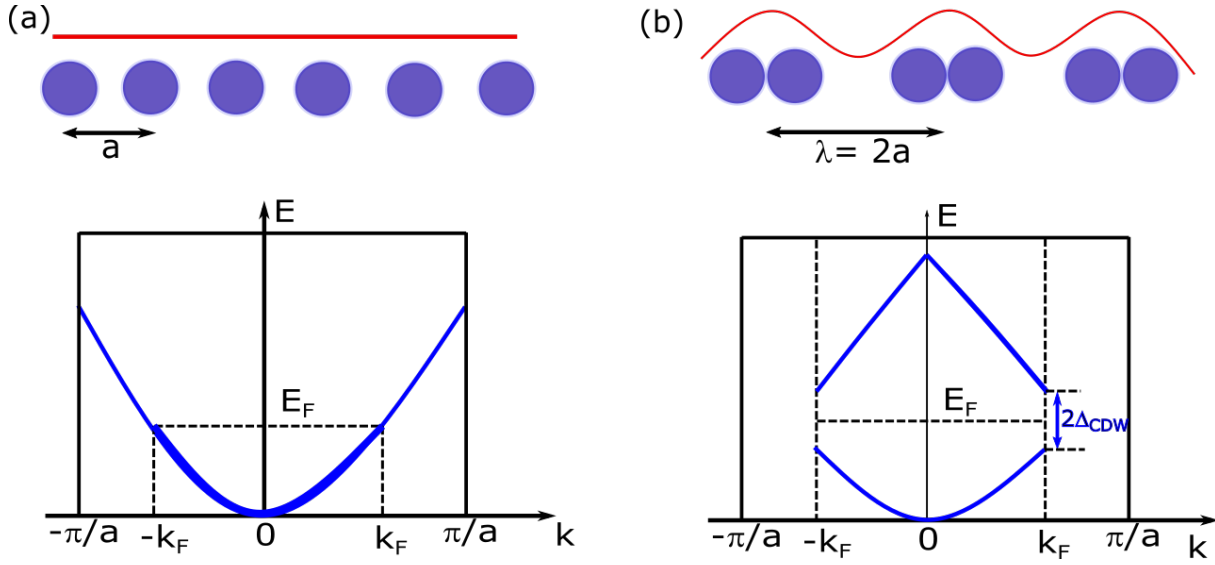 (a)
a
E
E_F
-π/a
-k_F
0
k_F
π/a
k
(b)
λ= 2a
E
E_F
2Δ_CDW
-π/a
-k_F
0
k_F
π/a
k